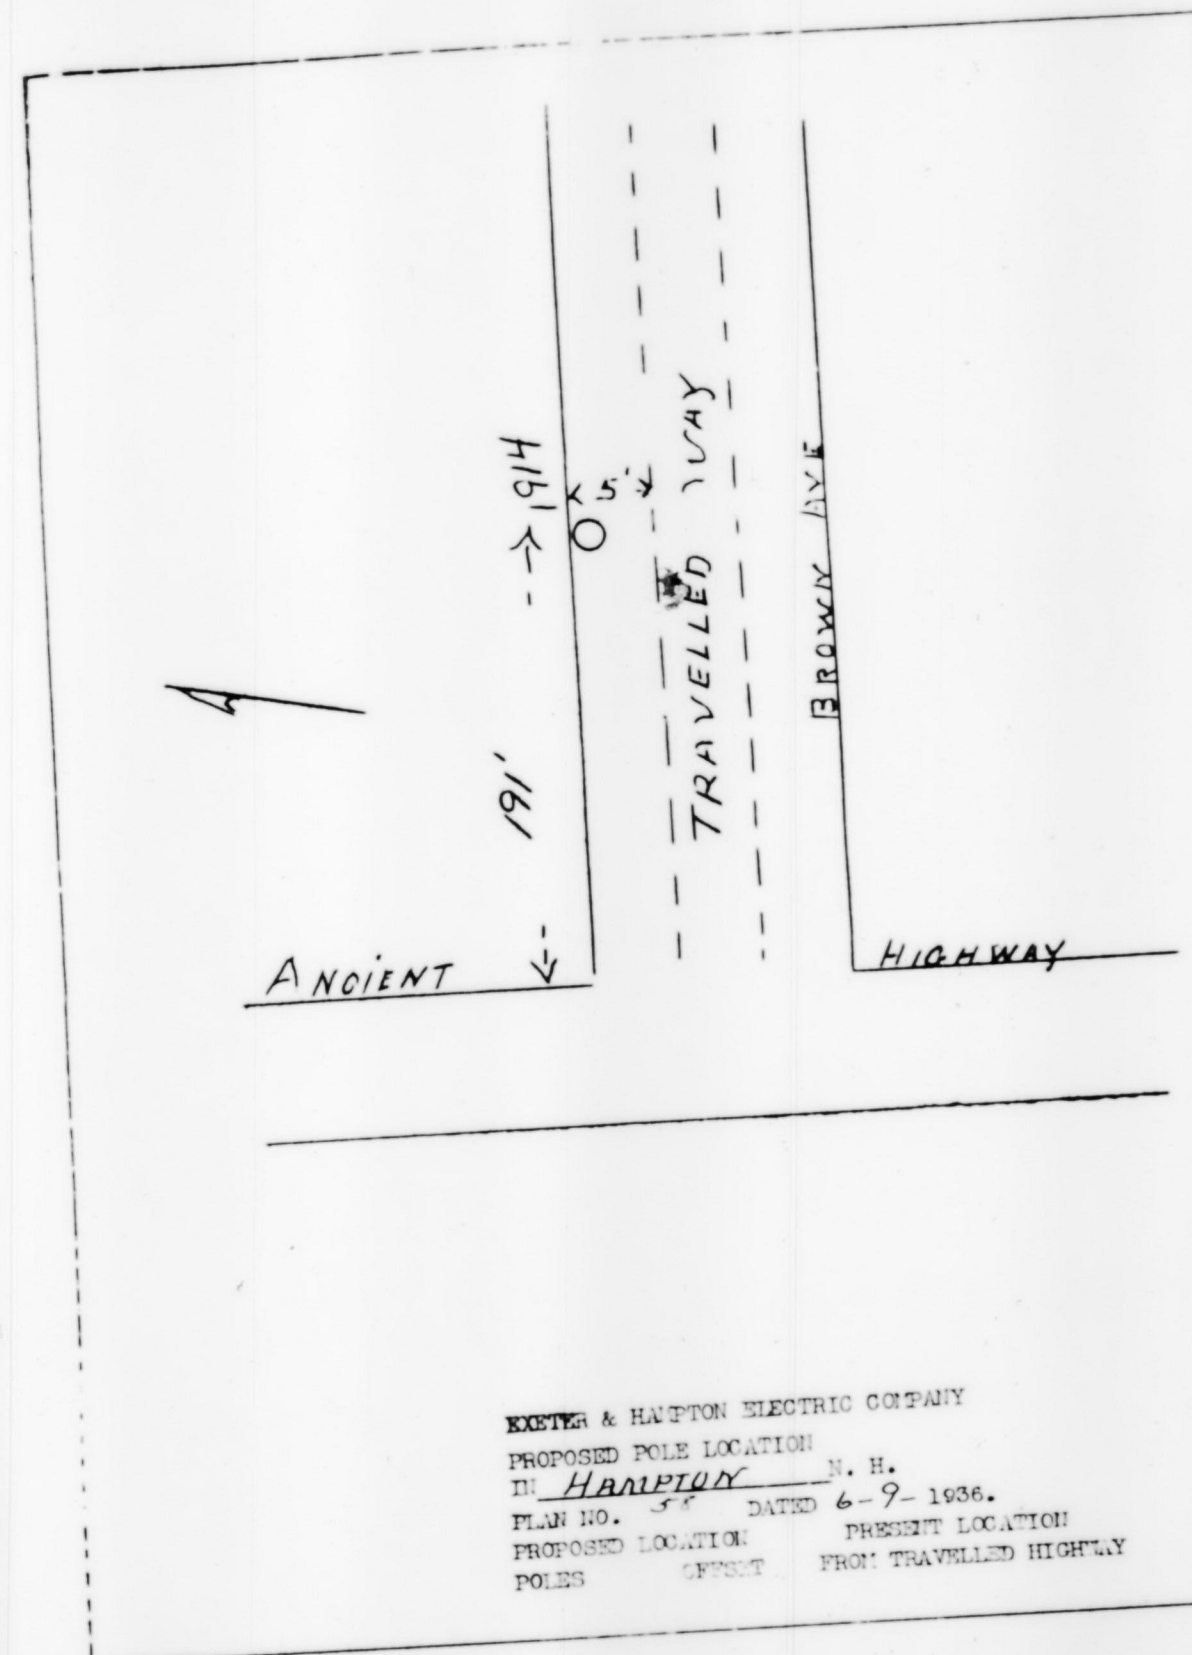 1914
5'
TRAVELLED WAY
BROWN AVE
191'
ANCIENT HIGHWAY
EXETER & HAMPTON ELECTRIC COMPANY
PROPOSED POLE LOCATION
IN HAMPTON N. H.
PLAN NO. DATED 6-9-1936.
PROPOSED LOCATION PRESENT LOCATION
POLES OFFSET FROM TRAVELLED HIGHWAY